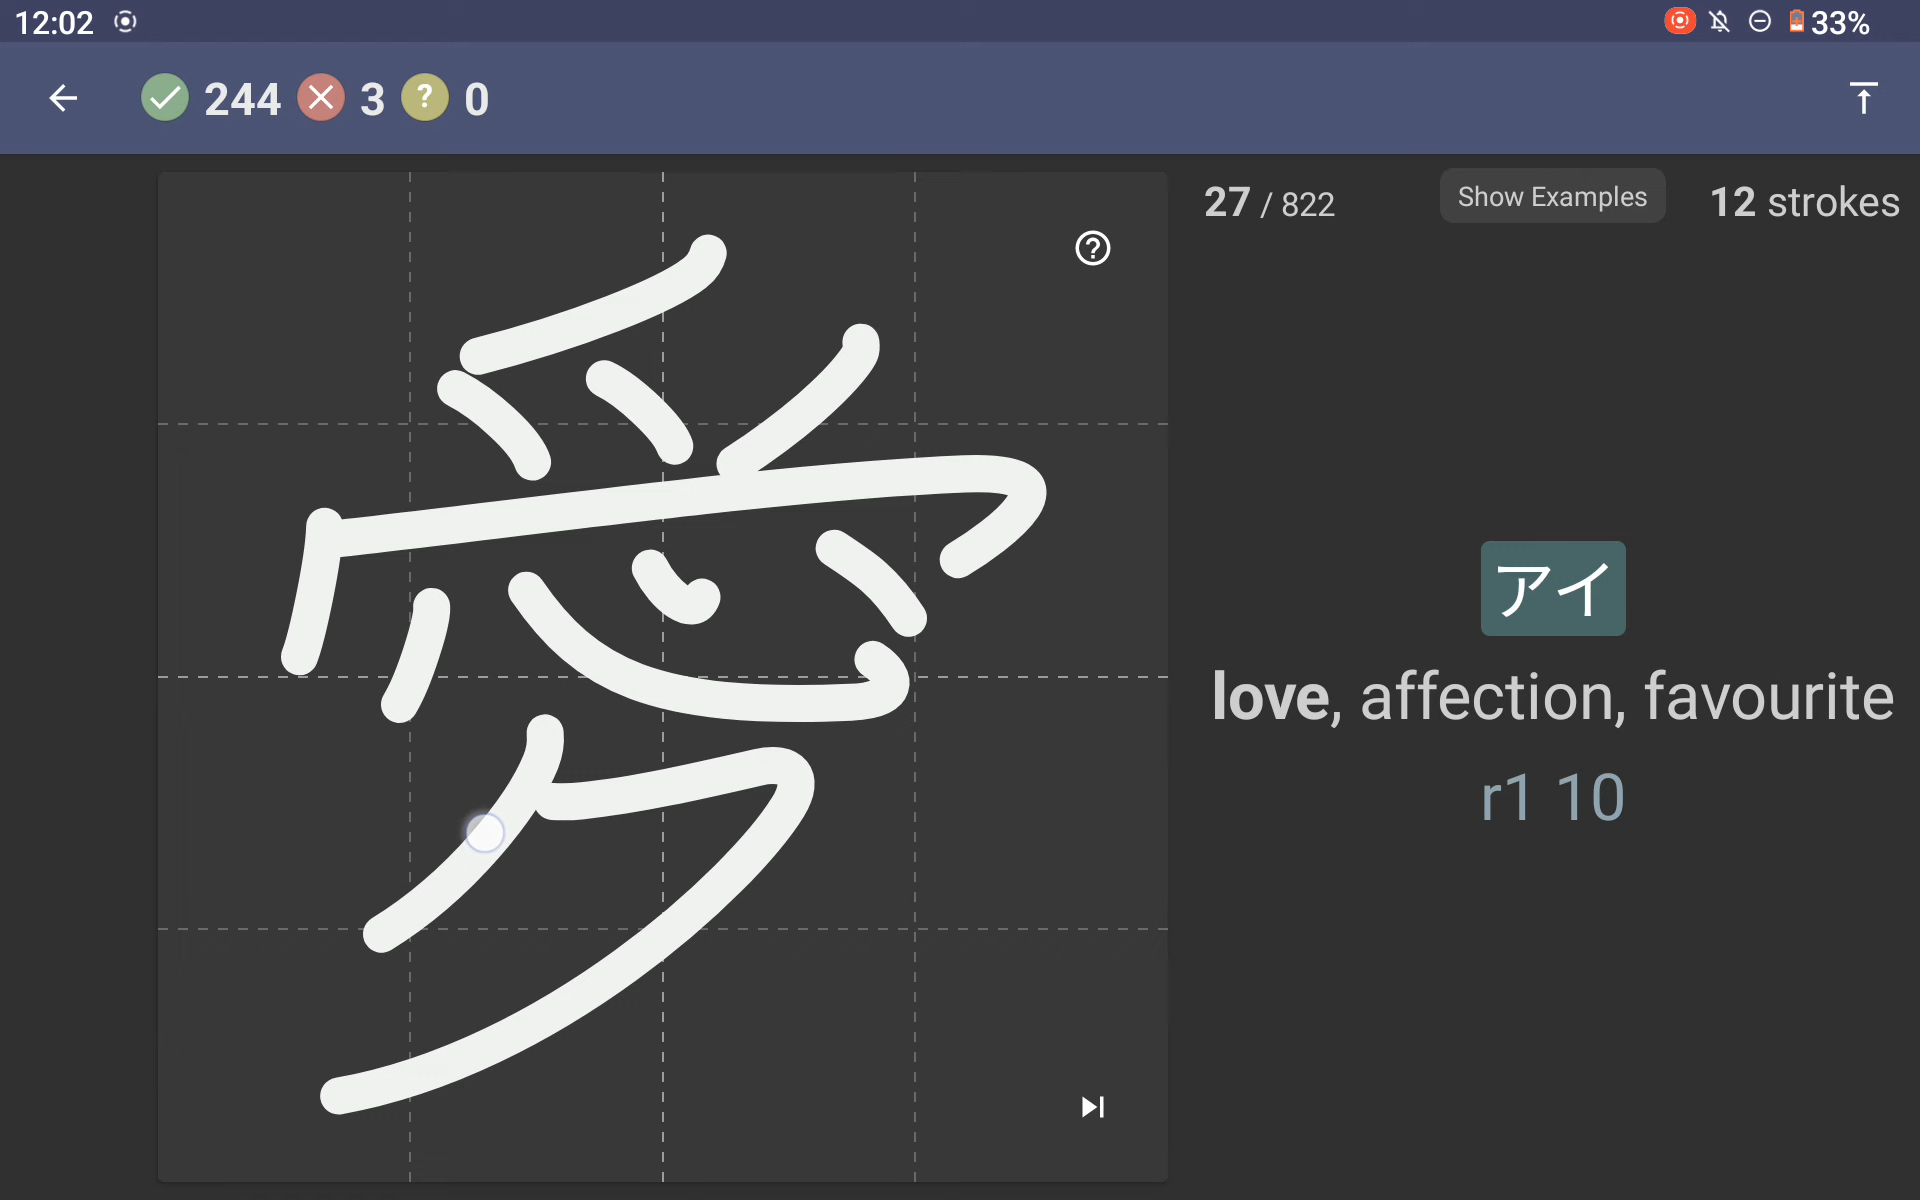 12:02
33%
244 3 ? 0
愛
27 / 822
Show Examples
12 strokes
アイ
love, affection, favourite
r1 10